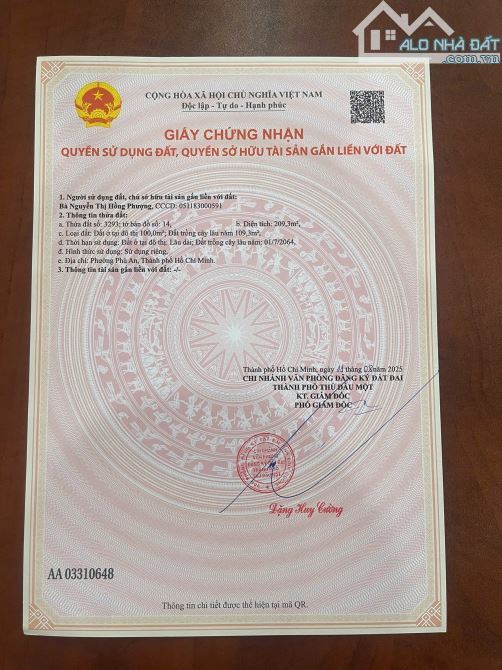 ALO NHÀ ĐẤT
.com.vn
CỘNG HÒA XÃ HỘI CHỦ NGHĨA VIỆT NAM
Độc lập - Tự do - Hạnh phúc
GIẤY CHỨNG NHẬN
QUYỀN SỬ DỤNG ĐẤT, QUYỀN SỞ HỮU TÀI SẢN GẮN LIỀN VỚI ĐẤT
1. Người sử dụng đất, chủ sở hữu tài sản gắn liền với đất:
Bà Nguyễn Thị Hồng Phượng, CCCD: 051183000591
2. Thông tin thửa đất:
a. Thửa đất số: 3293; tờ bản đồ số: 14, b. Diện tích: 209,3m²,
c. Loại đất: Đất ở tại đô thị 100,0m²; Đất trồng cây lâu năm 109,3m²,
d. Thời hạn sử dụng: Đất ở tại đô thị: Lâu dài; Đất trồng cây lâu năm: 01/7/2064,
đ. Hình thức sử dụng: Sử dụng riêng,
e. Địa chỉ: Phường Phú An, Thành phố Hồ Chí Minh.
3. Thông tin tài sản gắn liền với đất: -/-
Thành phố Hồ Chí Minh, ngày tháng năm 2025
CHI NHÁNH VĂN PHÒNG ĐĂNG KÝ ĐẤT ĐAI
THÀNH PHỐ THỦ DẦU MỘT
KT. GIÁM ĐỐC
PHÓ GIÁM ĐỐC
Đặng Huy Cường
AA 03310648
Thông tin chi tiết được thể hiện tại mã QR.